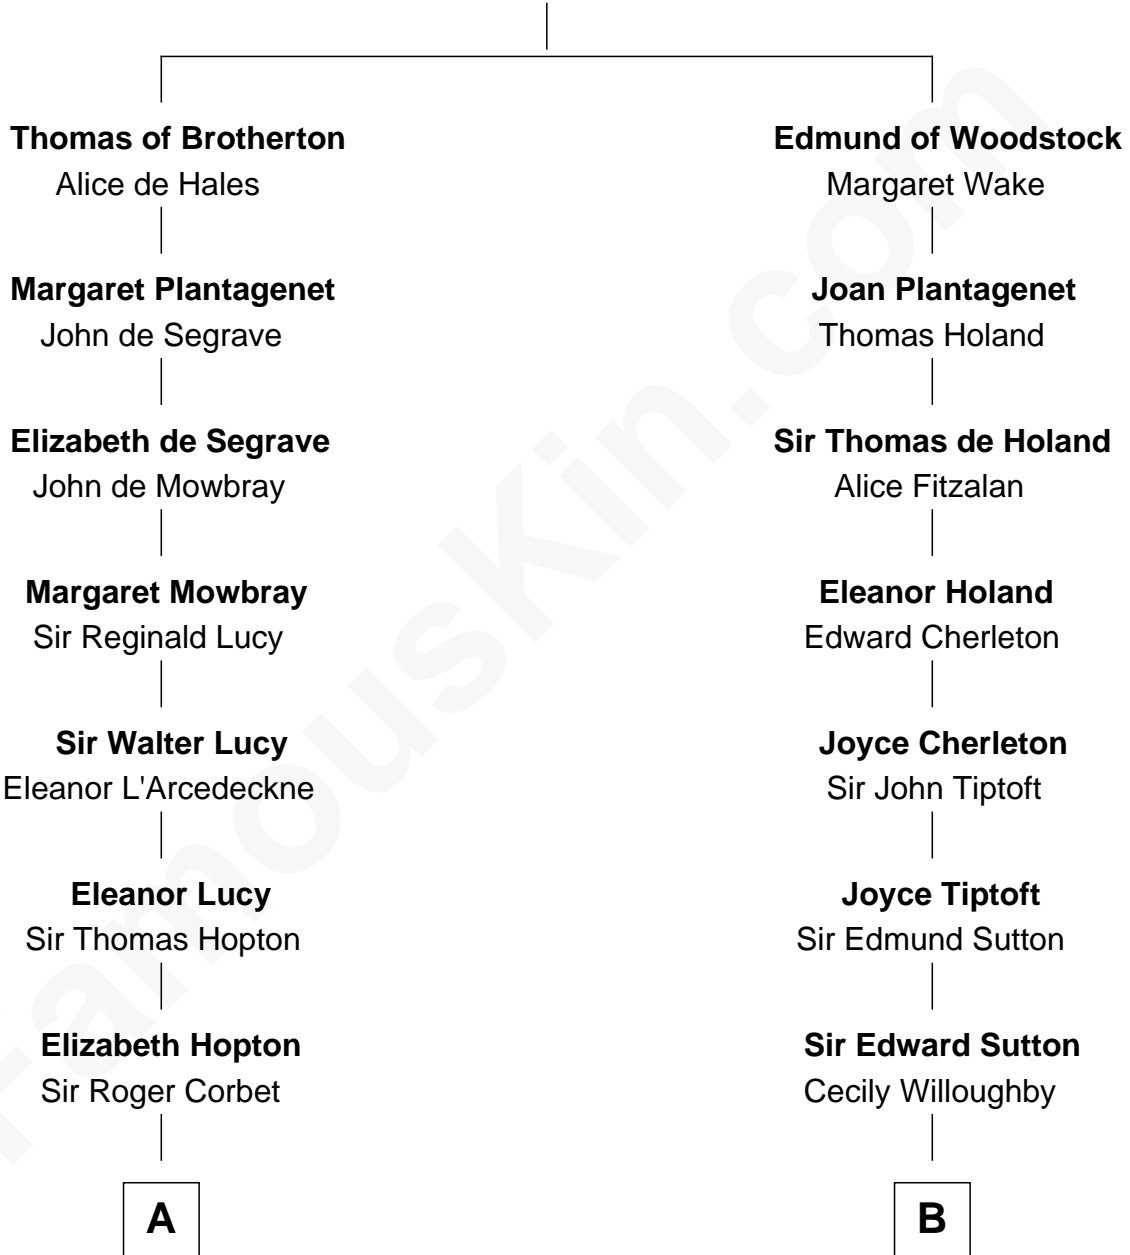 Thomas of Brotherton
Alice de Hales
Margaret Plantagenet
John de Segrave
Elizabeth de Segrave
John de Mowbray
Margaret Mowbray
Sir Reginald Lucy
Sir Walter Lucy
Eleanor L'Arcedeckne
Eleanor Lucy
Sir Thomas Hopton
Elizabeth Hopton
Sir Roger Corbet
A
Edmund of Woodstock
Margaret Wake
Joan Plantagenet
Thomas Holand
Sir Thomas de Holand
Alice Fitzalan
Eleanor Holand
Edward Cherleton
Joyce Cherleton
Sir John Tiptoft
Joyce Tiptoft
Sir Edmund Sutton
Sir Edward Sutton
Cecily Willoughby
B
FamousKin.com